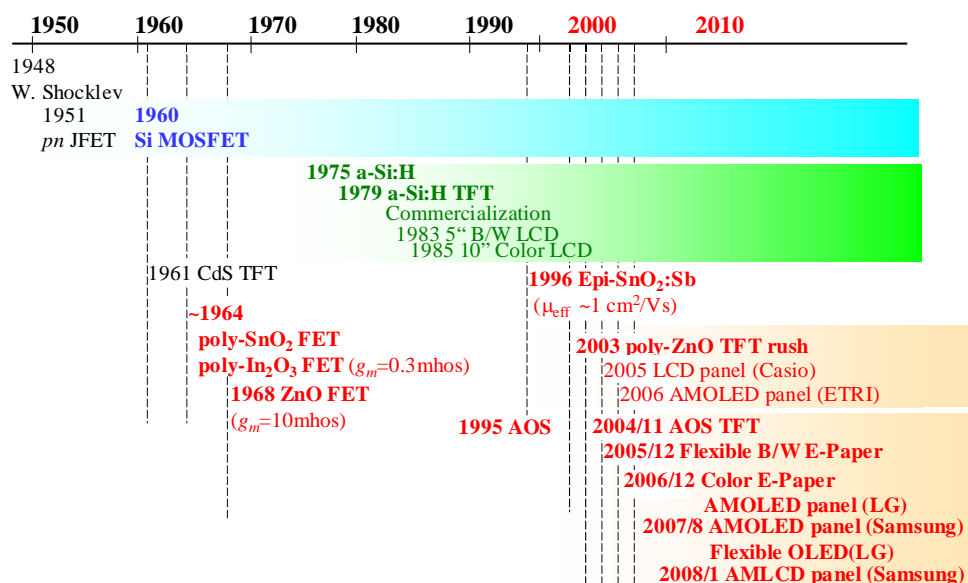 1950 1960 1970 1980 1990 2000 2010
1948
W. Shockley
1951 1960
pn JFET Si MOSFET
1975 a-Si:H
1979 a-Si:H TFT
Commercialization
1983 5“ B/W LCD
1985 10” Color LCD
1961 CdS TFT
1996 Epi-SnO₂:Sb
(μeff ~1 cm²/Vs)
~1964
poly-SnO₂ FET
poly-In₂O₃ FET (gm=0.3mhos)
1968 ZnO FET
(gm=10mhos)
2003 poly-ZnO TFT rush
2005 LCD panel (Casio)
2006 AMOLED panel (ETRI)
1995 AOS 2004/11 AOS TFT
2005/12 Flexible B/W E-Paper
2006/12 Color E-Paper
AMOLED panel (LG)
2007/8 AMOLED panel (Samsung)
Flexible OLED(LG)
2008/1 AMLCD panel (Samsung)